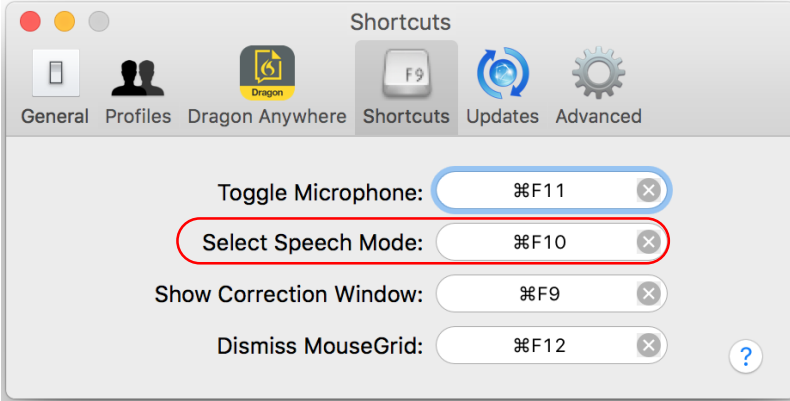 Shortcuts
F9
Dragon
General Profiles Dragon Anywhere Shortcuts Updates Advanced
Toggle Microphone: ⌘F11
Select Speech Mode: ⌘F10
Show Correction Window: ⌘F9
Dismiss MouseGrid: ⌘F12
?